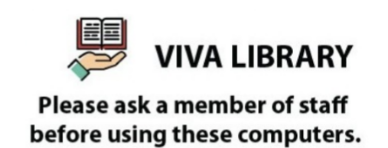 VIVA LIBRARY
Please ask a member of staff
before using these computers.